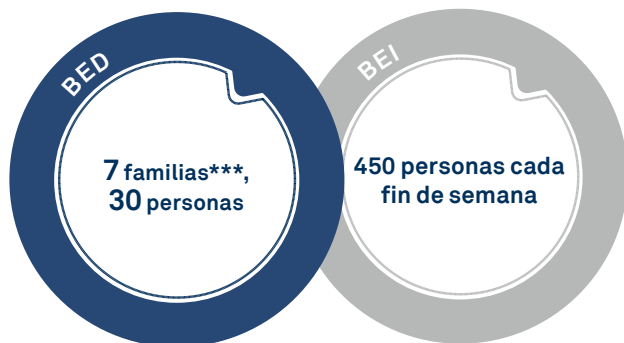 BED
7 familias***,
30 personas
BEI
450 personas cada
fin de semana